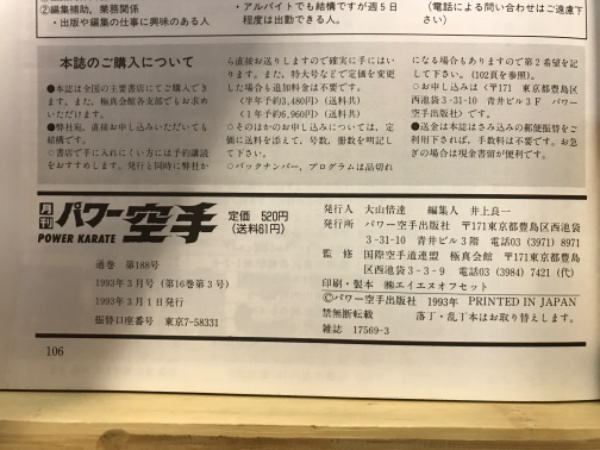 ②編集補助、業務関係
・出版や編集の仕事に興味のある人
・アルバイトでも結構ですが週5日
程度は出勤できる人。
(電話による問い合わせはご遠慮下
さい)
本誌のご購入について
●本誌は全国の主要書店にてご購入でき
ます。また、極真会館各支部でもお求め
いただけます。
●弊社宛、直接お申し込みいただいても
結構です。
○書店で手に入れにくい方には予約購読
をおすすめします。発行と同時に弊社か
ら直接お送りしますので確実に手にはい
ります。また、特大号などで定価を変更
した場合も追加料金は不要です。
〈半年予約3,480円〉(送料共)
〈1年予約6,960円〉(送料共)
○そのほかのお申し込みについては、定
価に送料を添えて、号数、冊数を明記し
て下さい。
○バックナンバー、プログラムは品切れ
になる場合もありますので第2希望を記
して下さい。(102頁を参照)。
○お申し込みは〈〒171 東京都豊島区
西池袋3-31-10 青井ビル3F パワー
空手出版社〉です。
●送金は本誌はさみ込みの郵便振替をご
利用下されば、手数料は不要です。お急
ぎの場合は現金書留が便利です。
月刊 パワー空手
POWER KARATE
定価 520円
(送料61円)
通巻 第188号
1993年3月号(第16巻第3号)
1993年3月1日発行
振替口座番号 東京7-58331
発行人 大山倍達 編集人 井上良一
発行所 パワー空手出版社 〒171東京都豊島区西池袋
3-31-10 青井ビル3階 電話03(3971)8971
監修 国際空手道連盟 極真会館 〒171東京都豊島
区西池袋3-3-9 電話03(3984)7421(代)
印刷・製本 ㈱エイエヌオフセット
©パワー空手出版社 1993年 PRINTED IN JAPAN
禁無断転載 落丁・乱丁本はお取り替えします。
雑誌 17569-3
106